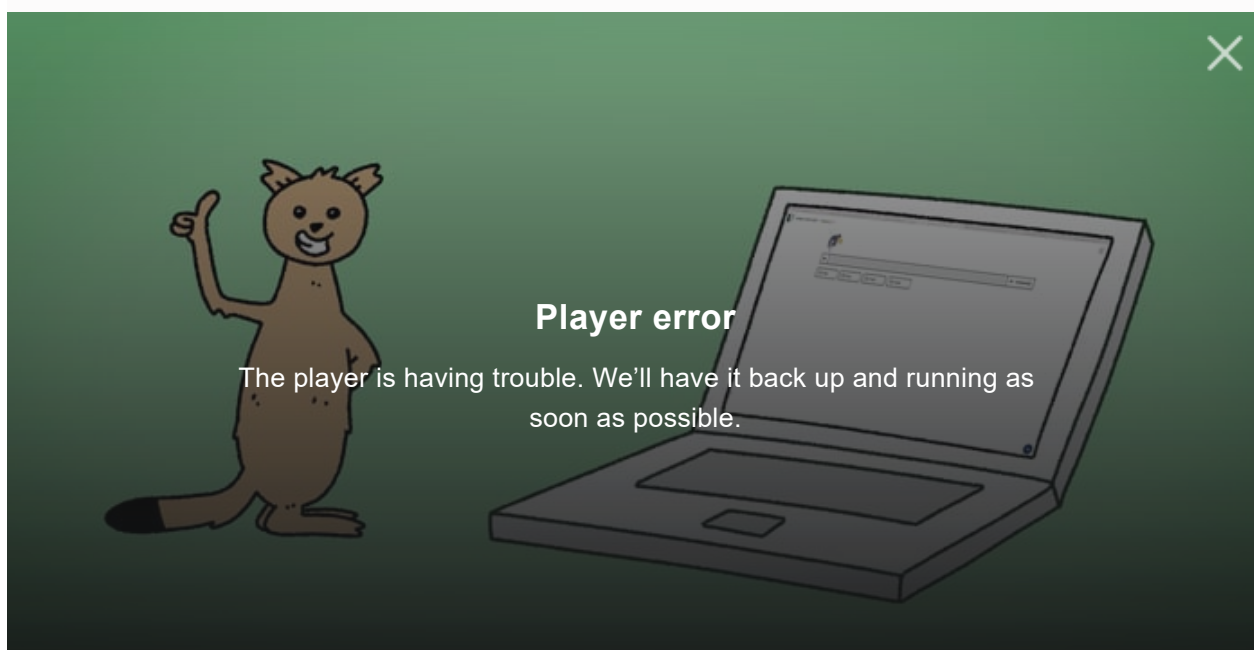 Player error
The player is having trouble. We’ll have it back up and running as
soon as possible.